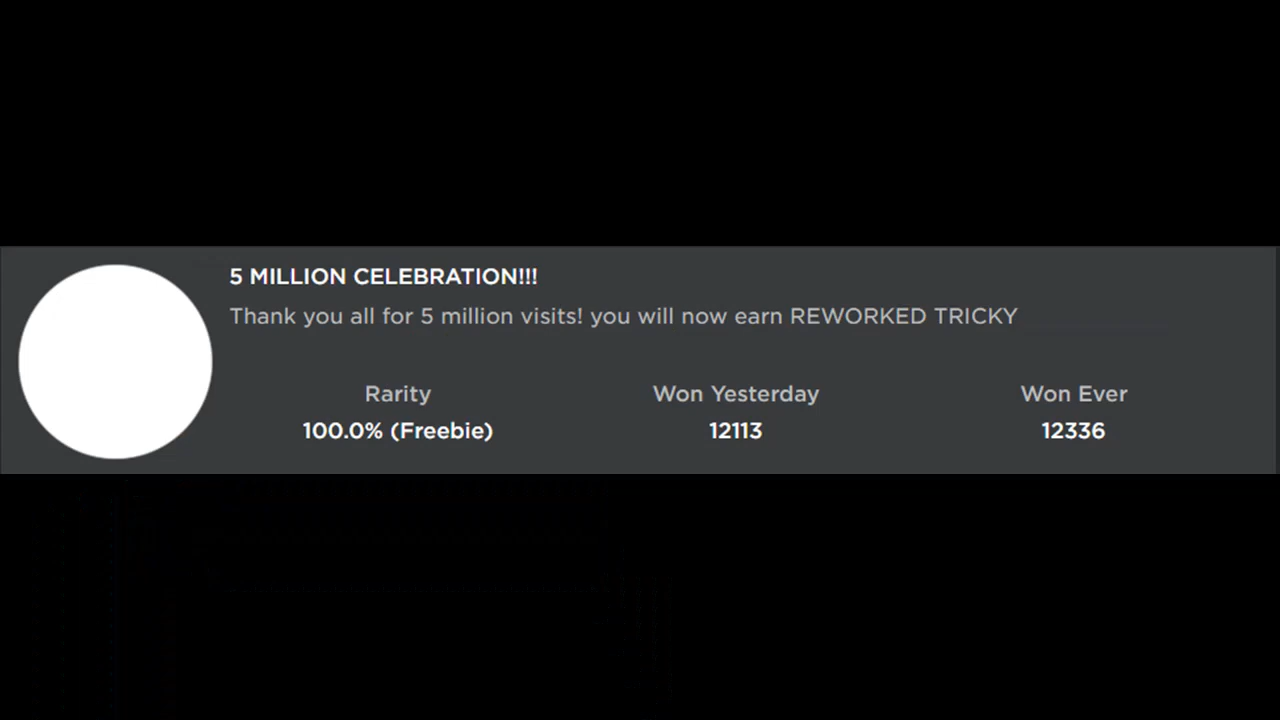 5 MILLION CELEBRATION!!!
Thank you all for 5 million visits! you will now earn REWORKED TRICKY
Rarity Won Yesterday Won Ever
100.0% (Freebie) 12113 12336